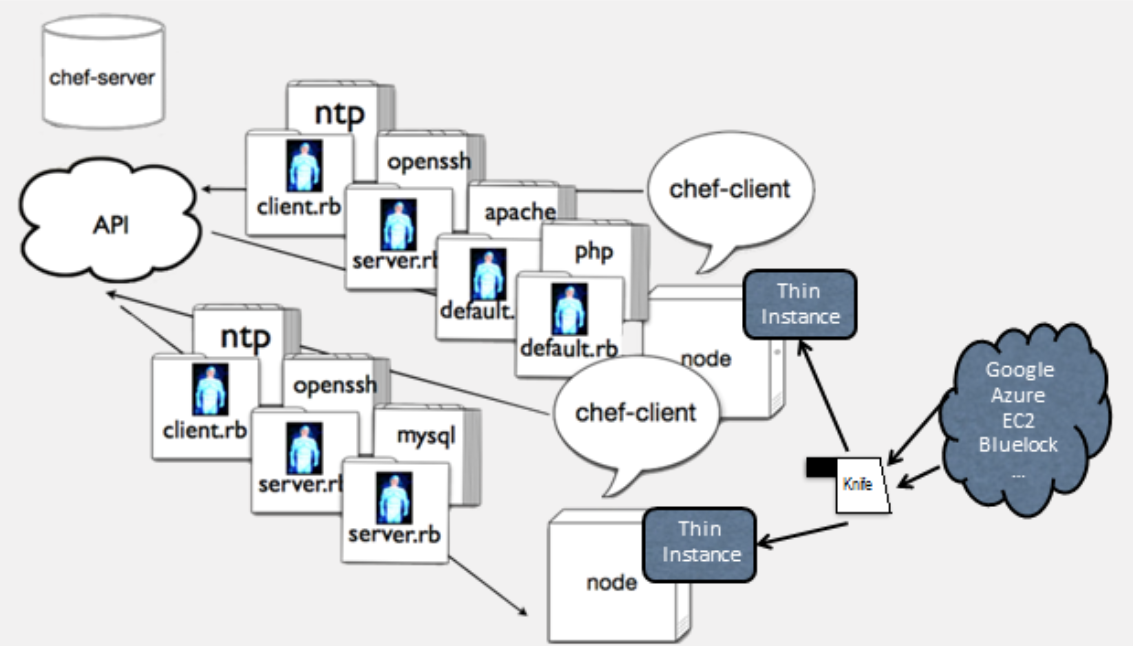 chef-server
API
ntp
client.rb
openssh
server.rb
apache
default.
php
default.rb
chef-client
node
Thin
Instance
ntp
client.rb
openssh
server.rb
mysql
server.rb
chef-client
node
Thin
Instance
Knife
Google
Azure
EC2
Bluelock
...